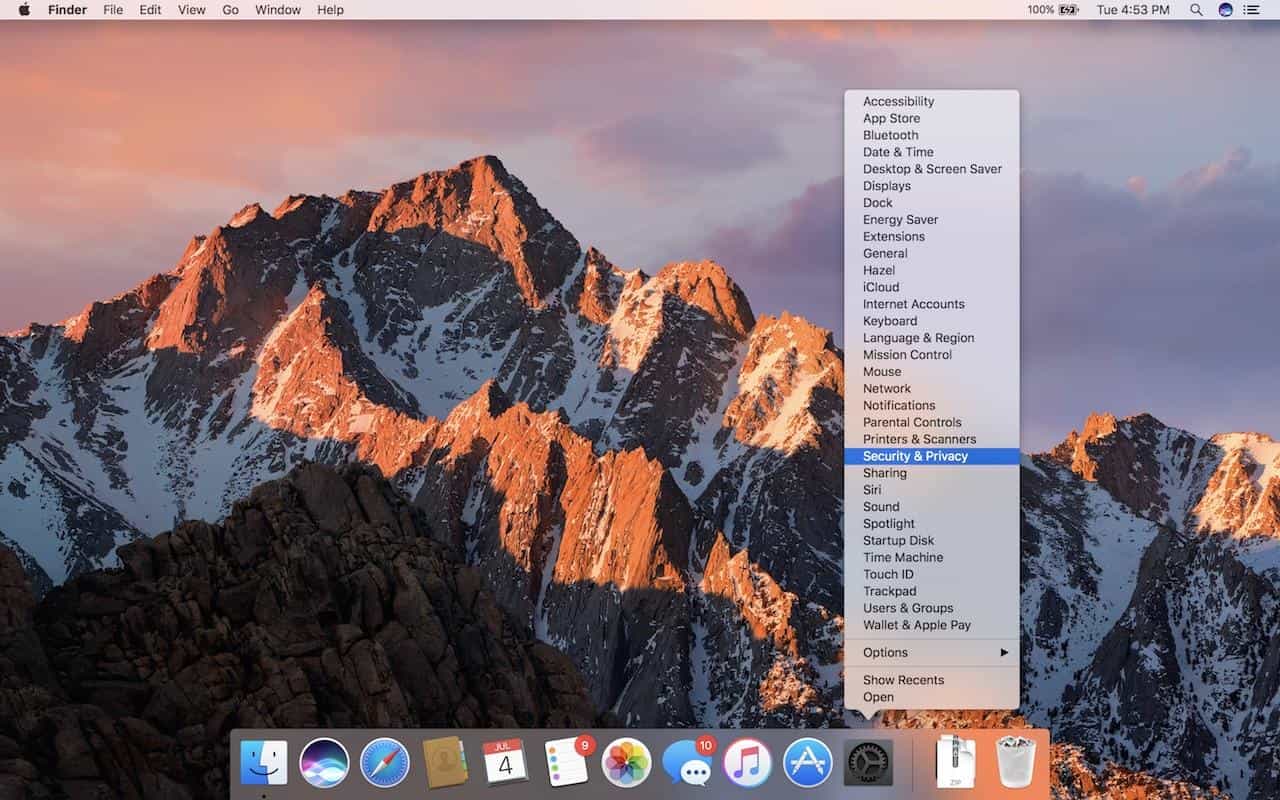 Finder File Edit View Go Window Help 100% Tue 4:53 PM
Accessibility
App Store
Bluetooth
Date & Time
Desktop & Screen Saver
Displays
Dock
Energy Saver
Extensions
General
Hazel
iCloud
Internet Accounts
Keyboard
Language & Region
Mission Control
Mouse
Network
Notifications
Parental Controls
Printers & Scanners
Security & Privacy
Sharing
Siri
Sound
Spotlight
Startup Disk
Time Machine
Touch ID
Trackpad
Users & Groups
Wallet & Apple Pay
Options
Show Recents
Open
JUL
4
9
10
ZIP